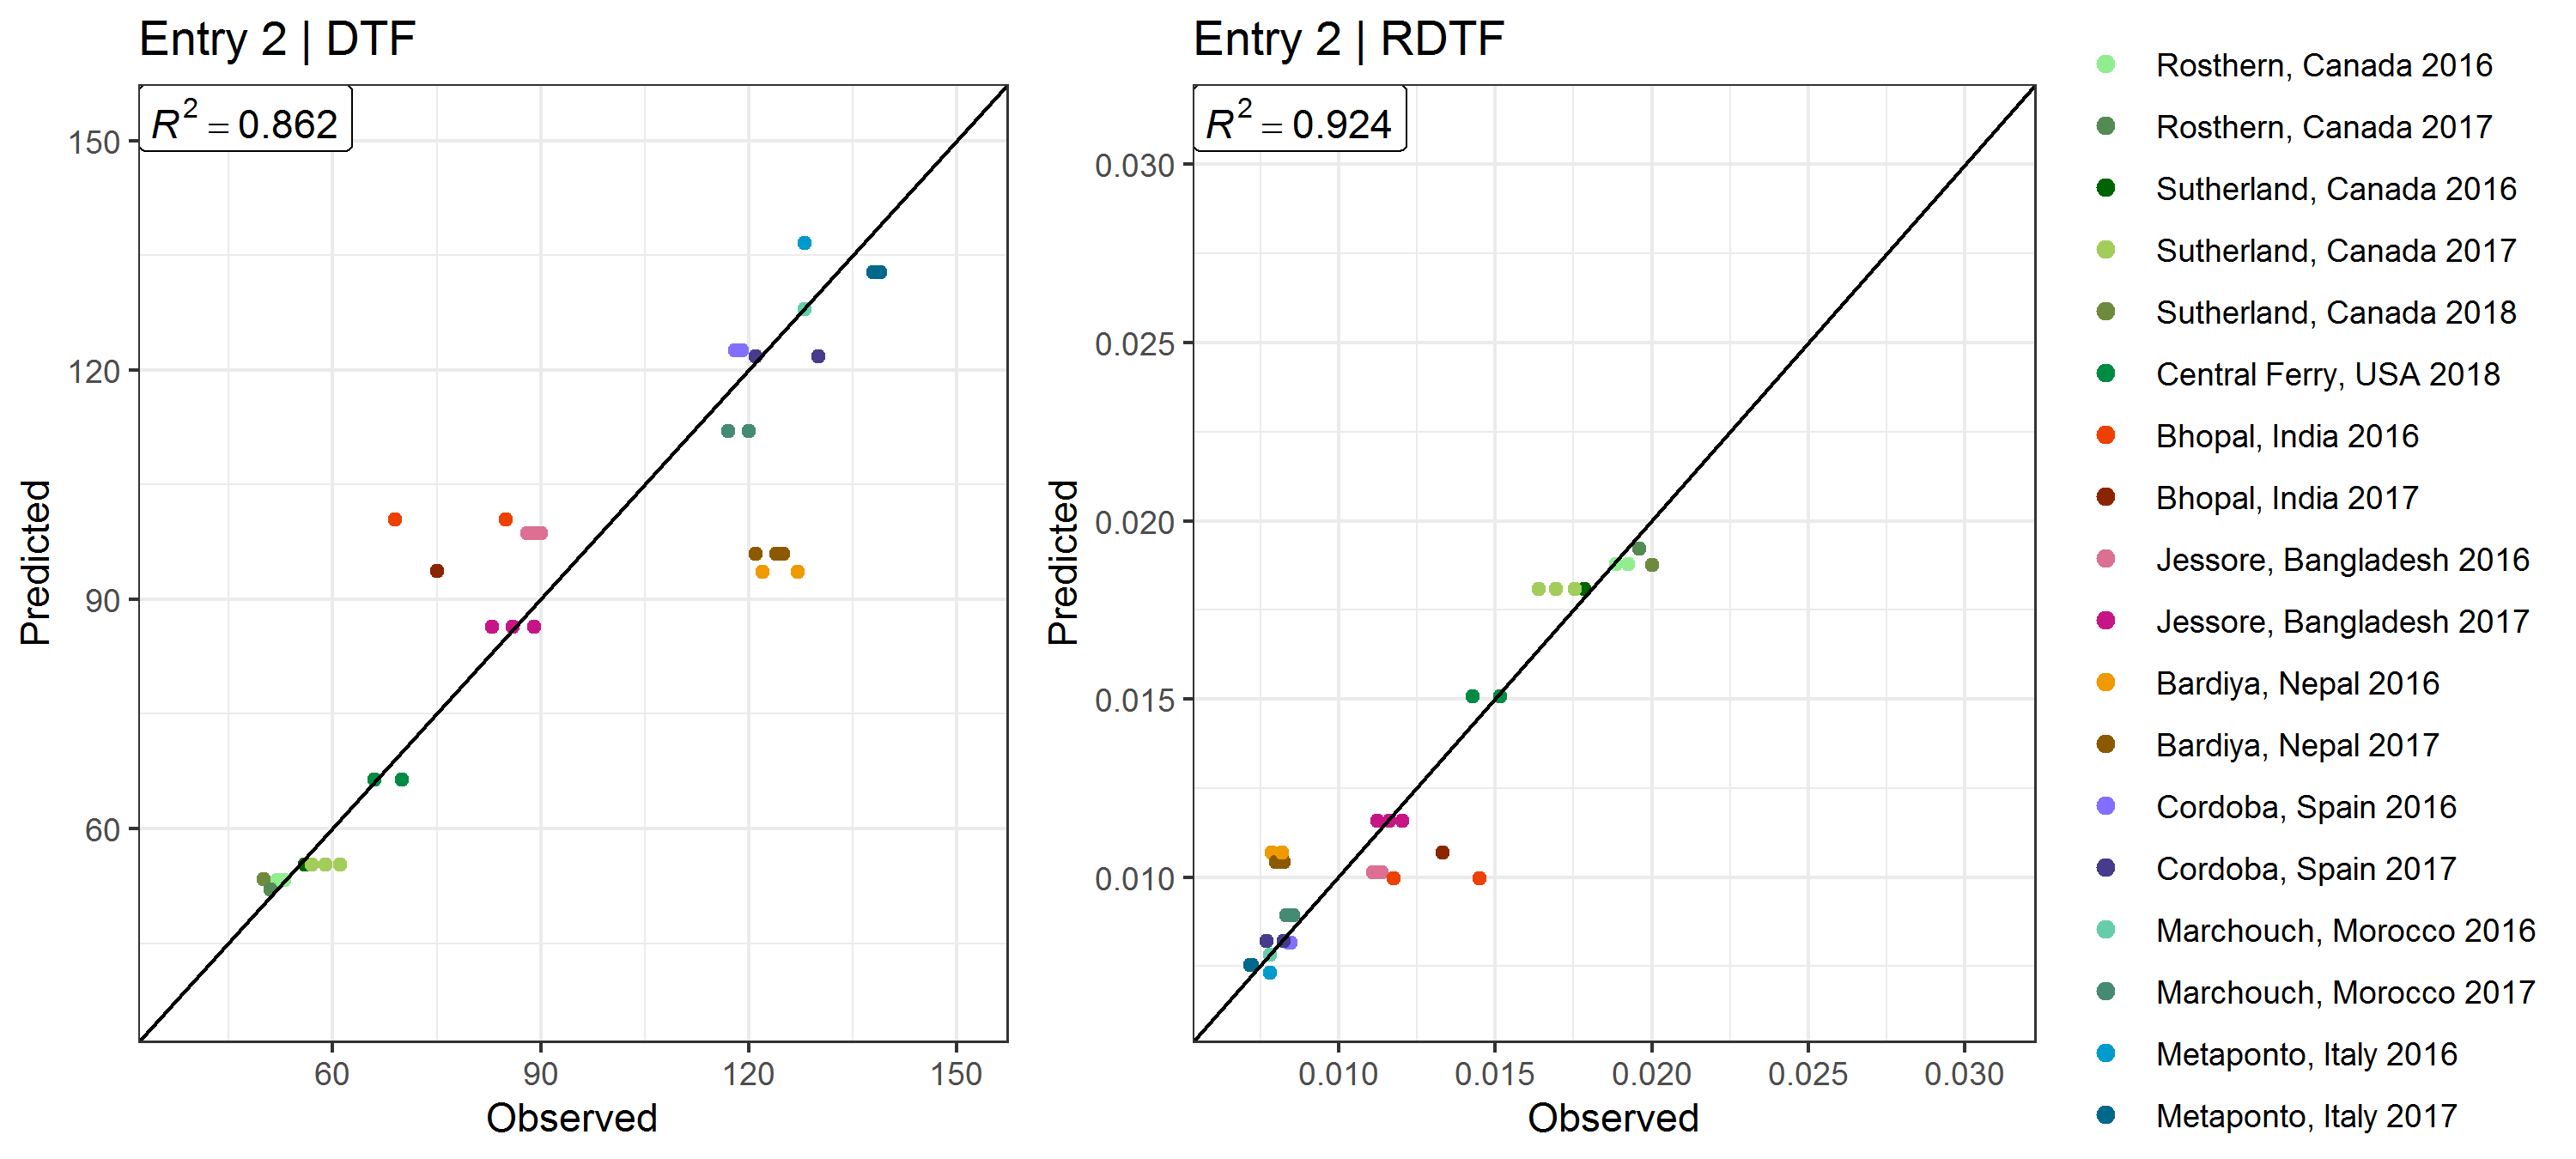 Entry 2 | DTF
R² = 0.862
150
120
90
60
Predicted
60 90 120 150
Observed
Entry 2 | RDTF
R² = 0.924
0.030
0.025
0.020
0.015
0.010
Predicted
0.010 0.015 0.020 0.025 0.030
Observed
Rosthern, Canada 2016
Rosthern, Canada 2017
Sutherland, Canada 2016
Sutherland, Canada 2017
Sutherland, Canada 2018
Central Ferry, USA 2018
Bhopal, India 2016
Bhopal, India 2017
Jessore, Bangladesh 2016
Jessore, Bangladesh 2017
Bardiya, Nepal 2016
Bardiya, Nepal 2017
Cordoba, Spain 2016
Cordoba, Spain 2017
Marchouch, Morocco 2016
Marchouch, Morocco 2017
Metaponto, Italy 2016
Metaponto, Italy 2017